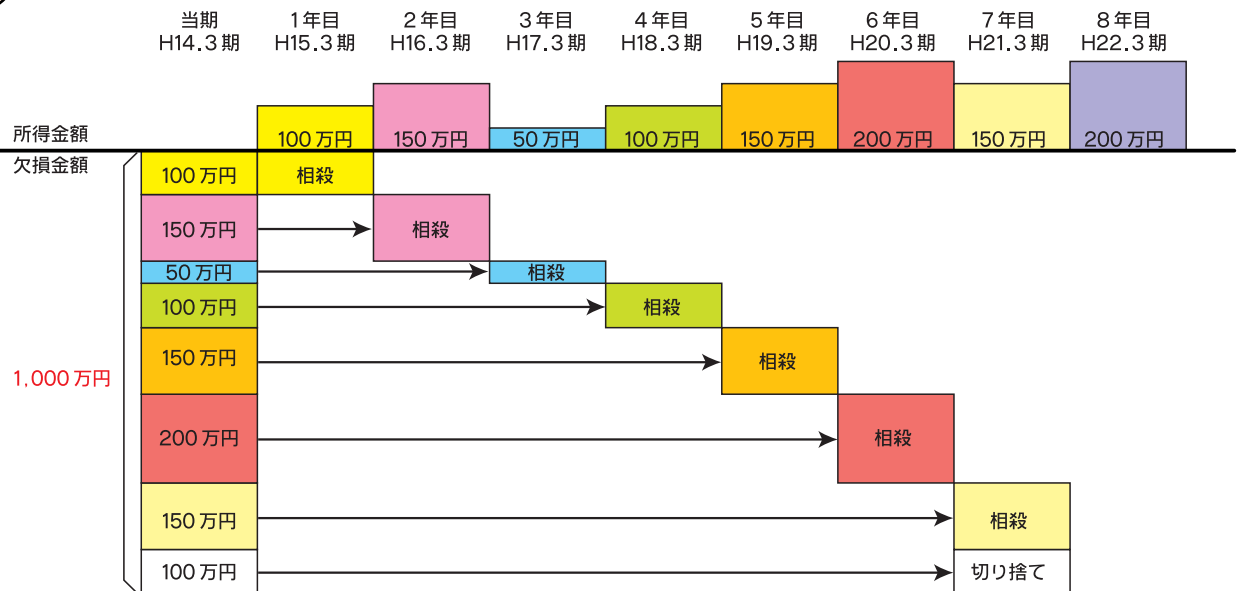 当期 1年目 2年目 3年目 4年目 5年目 6年目 7年目 8年目
H14.3期 H15.3期 H16.3期 H17.3期 H18.3期 H19.3期 H20.3期 H21.3期 H22.3期
所得金額 100万円 150万円 50万円 100万円 150万円 200万円 150万円 200万円
欠損金額
100万円 相殺
150万円 相殺
50万円 相殺
100万円 相殺
150万円 相殺
1,000万円
200万円 相殺
150万円 相殺
100万円 切り捨て